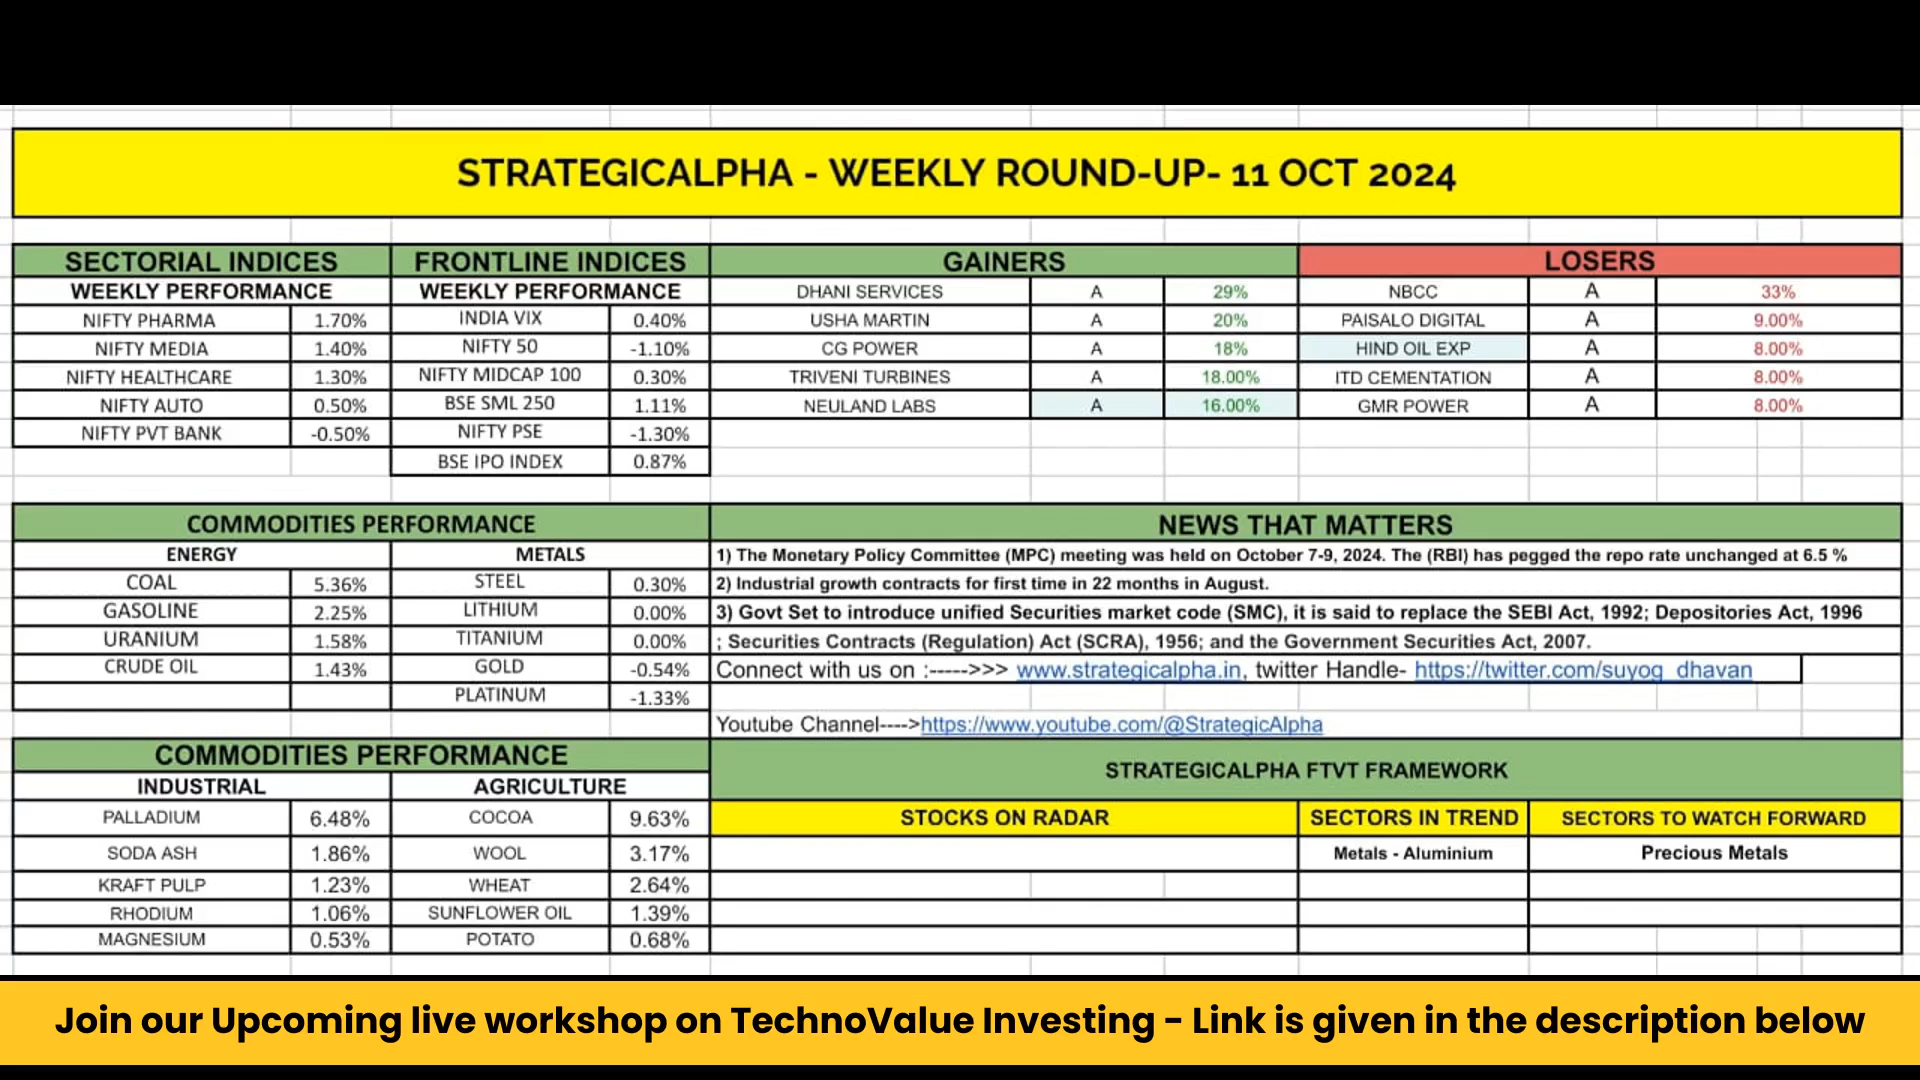 STRATEGICALPHA - WEEKLY ROUND-UP- 11 OCT 2024
SECTORIAL INDICES FRONTLINE INDICES GAINERS LOSERS
WEEKLY PERFORMANCE WEEKLY PERFORMANCE DHANI SERVICES A 29% NBCC A 33%
NIFTY PHARMA 1.70% INDIA VIX 0.40% USHA MARTIN A 20% PAISALO DIGITAL A 9.00%
NIFTY MEDIA 1.40% NIFTY 50 -1.10% CG POWER A 18% HIND OIL EXP A 8.00%
NIFTY HEALTHCARE 1.30% NIFTY MIDCAP 100 0.30% TRIVENI TURBINES A 18.00% ITD CEMENTATION A 8.00%
NIFTY AUTO 0.50% BSE SML 250 1.11% NEULAND LABS A 16.00% GMR POWER A 8.00%
NIFTY PVT BANK -0.50% NIFTY PSE -1.30%
BSE IPO INDEX 0.87%
COMMODITIES PERFORMANCE NEWS THAT MATTERS
ENERGY METALS 1) The Monetary Policy Committee (MPC) meeting was held on October 7-9, 2024. The (RBI) has pegged the repo rate unchanged at 6.5 %
COAL 5.36% STEEL 0.30% 2) Industrial growth contracts for first time in 22 months in August.
GASOLINE 2.25% LITHIUM 0.00% 3) Govt Set to introduce unified Securities market code (SMC), it is said to replace the SEBI Act, 1992; Depositories Act, 1996
URANIUM 1.58% TITANIUM 0.00% ; Securities Contracts (Regulation) Act (SCRA), 1956; and the Government Securities Act, 2007.
CRUDE OIL 1.43% GOLD -0.54% Connect with us on :----->>> www.strategicalpha.in, twitter Handle- https://twitter.com/suyog_dhavan
PLATINUM -1.33%
Youtube Channel---->https://www.youtube.com/@StrategicAlpha
COMMODITIES PERFORMANCE STRATEGICALPHA FTVT FRAMEWORK
INDUSTRIAL AGRICULTURE
PALLADIUM 6.48% COCOA 9.63% STOCKS ON RADAR SECTORS IN TREND SECTORS TO WATCH FORWARD
SODA ASH 1.86% WOOL 3.17% Metals - Aluminium Precious Metals
KRAFT PULP 1.23% WHEAT 2.64%
RHODIUM 1.06% SUNFLOWER OIL 1.39%
MAGNESIUM 0.53% POTATO 0.68%
Join our Upcoming live workshop on TechnoValue Investing - Link is given in the description below